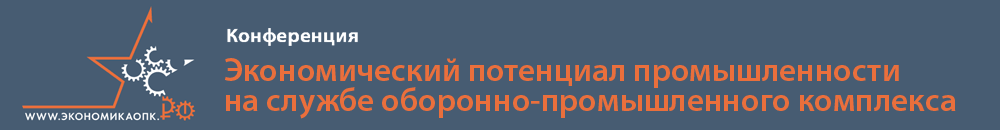 Конференция
Экономический потенциал промышленности
на службе оборонно-промышленного комплекса
WWW.ЭКОНОМИКАОПК.РФ